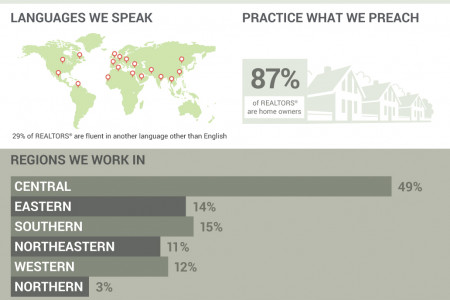 LANGUAGES WE SPEAK
29% of REALTORS® are fluent in another language other than English
PRACTICE WHAT WE PREACH
87%
of REALTORS®
are home owners
REGIONS WE WORK IN
CENTRAL 49%
EASTERN 14%
SOUTHERN 15%
NORTHEASTERN 11%
WESTERN 12%
NORTHERN 3%